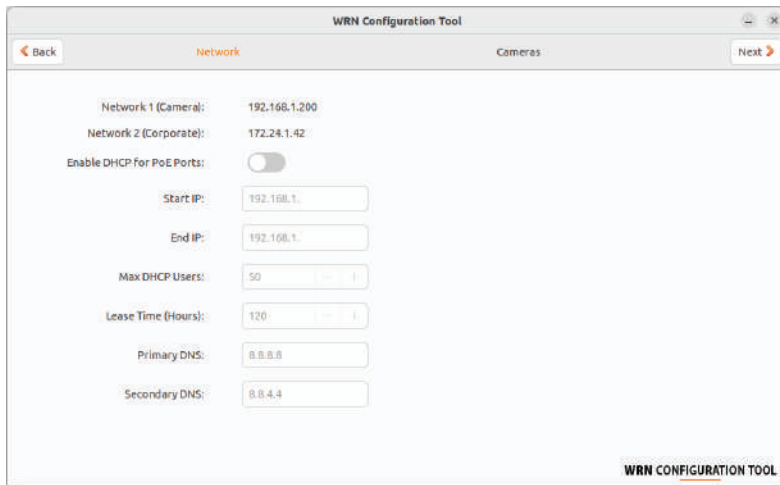 WRN Configuration Tool
Back Network Cameras Next
Network 1 (Camera): 192.168.1.200
Network 2 (Corporate): 172.24.1.42
Enable DHCP for PoE Ports:
Start IP: 192.168.1.
End IP: 192.168.1.
Max DHCP Users: 50
Lease Time (Hours): 120
Primary DNS: 8.8.8.8
Secondary DNS: 8.8.4.4
WRN CONFIGURATION TOOL